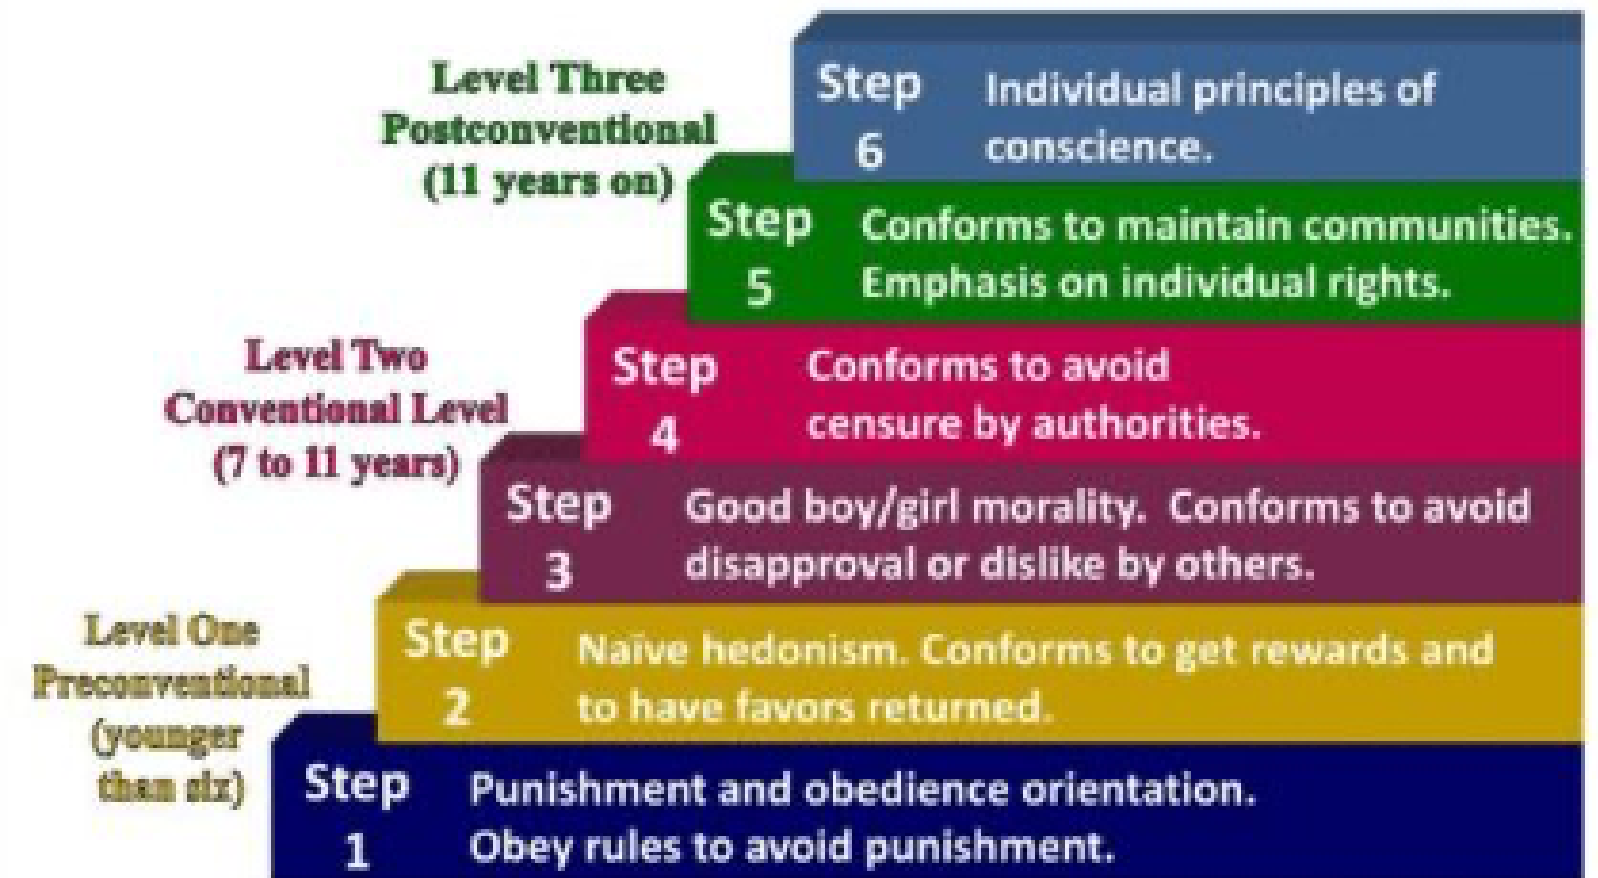 Level Three
Postconventional
(11 years on)
Step
6
Individual principles of
conscience.
Step
5
Conforms to maintain communities.
Emphasis on individual rights.
Level Two
Conventional Level
(7 to 11 years)
Step
4
Conforms to avoid
censure by authorities.
Step
3
Good boy/girl morality. Conforms to avoid
disapproval or dislike by others.
Level One
Preconventional
(younger
than six)
Step
2
Naïve hedonism. Conforms to get rewards and
to have favors returned.
Step
1
Punishment and obedience orientation.
Obey rules to avoid punishment.